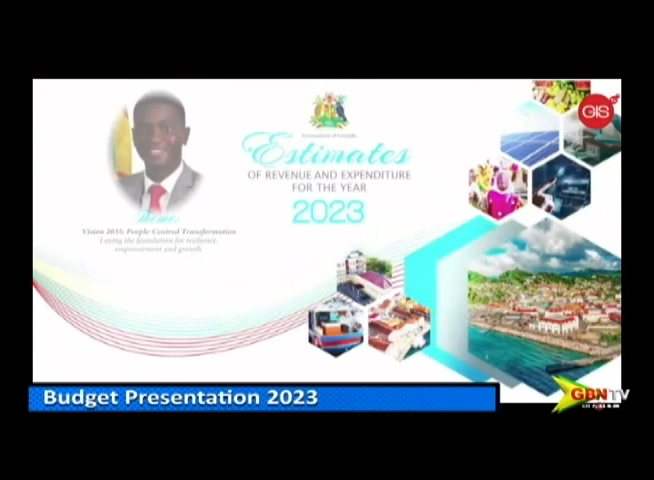 GIS
Government of Grenada
Estimates
OF REVENUE AND EXPENDITURE
FOR THE YEAR
2023
Theme:
Vision 2035: People-Centred Transformation
Laying the foundation for resilience,
empowerment and growth.
Budget Presentation 2023
GBN TV